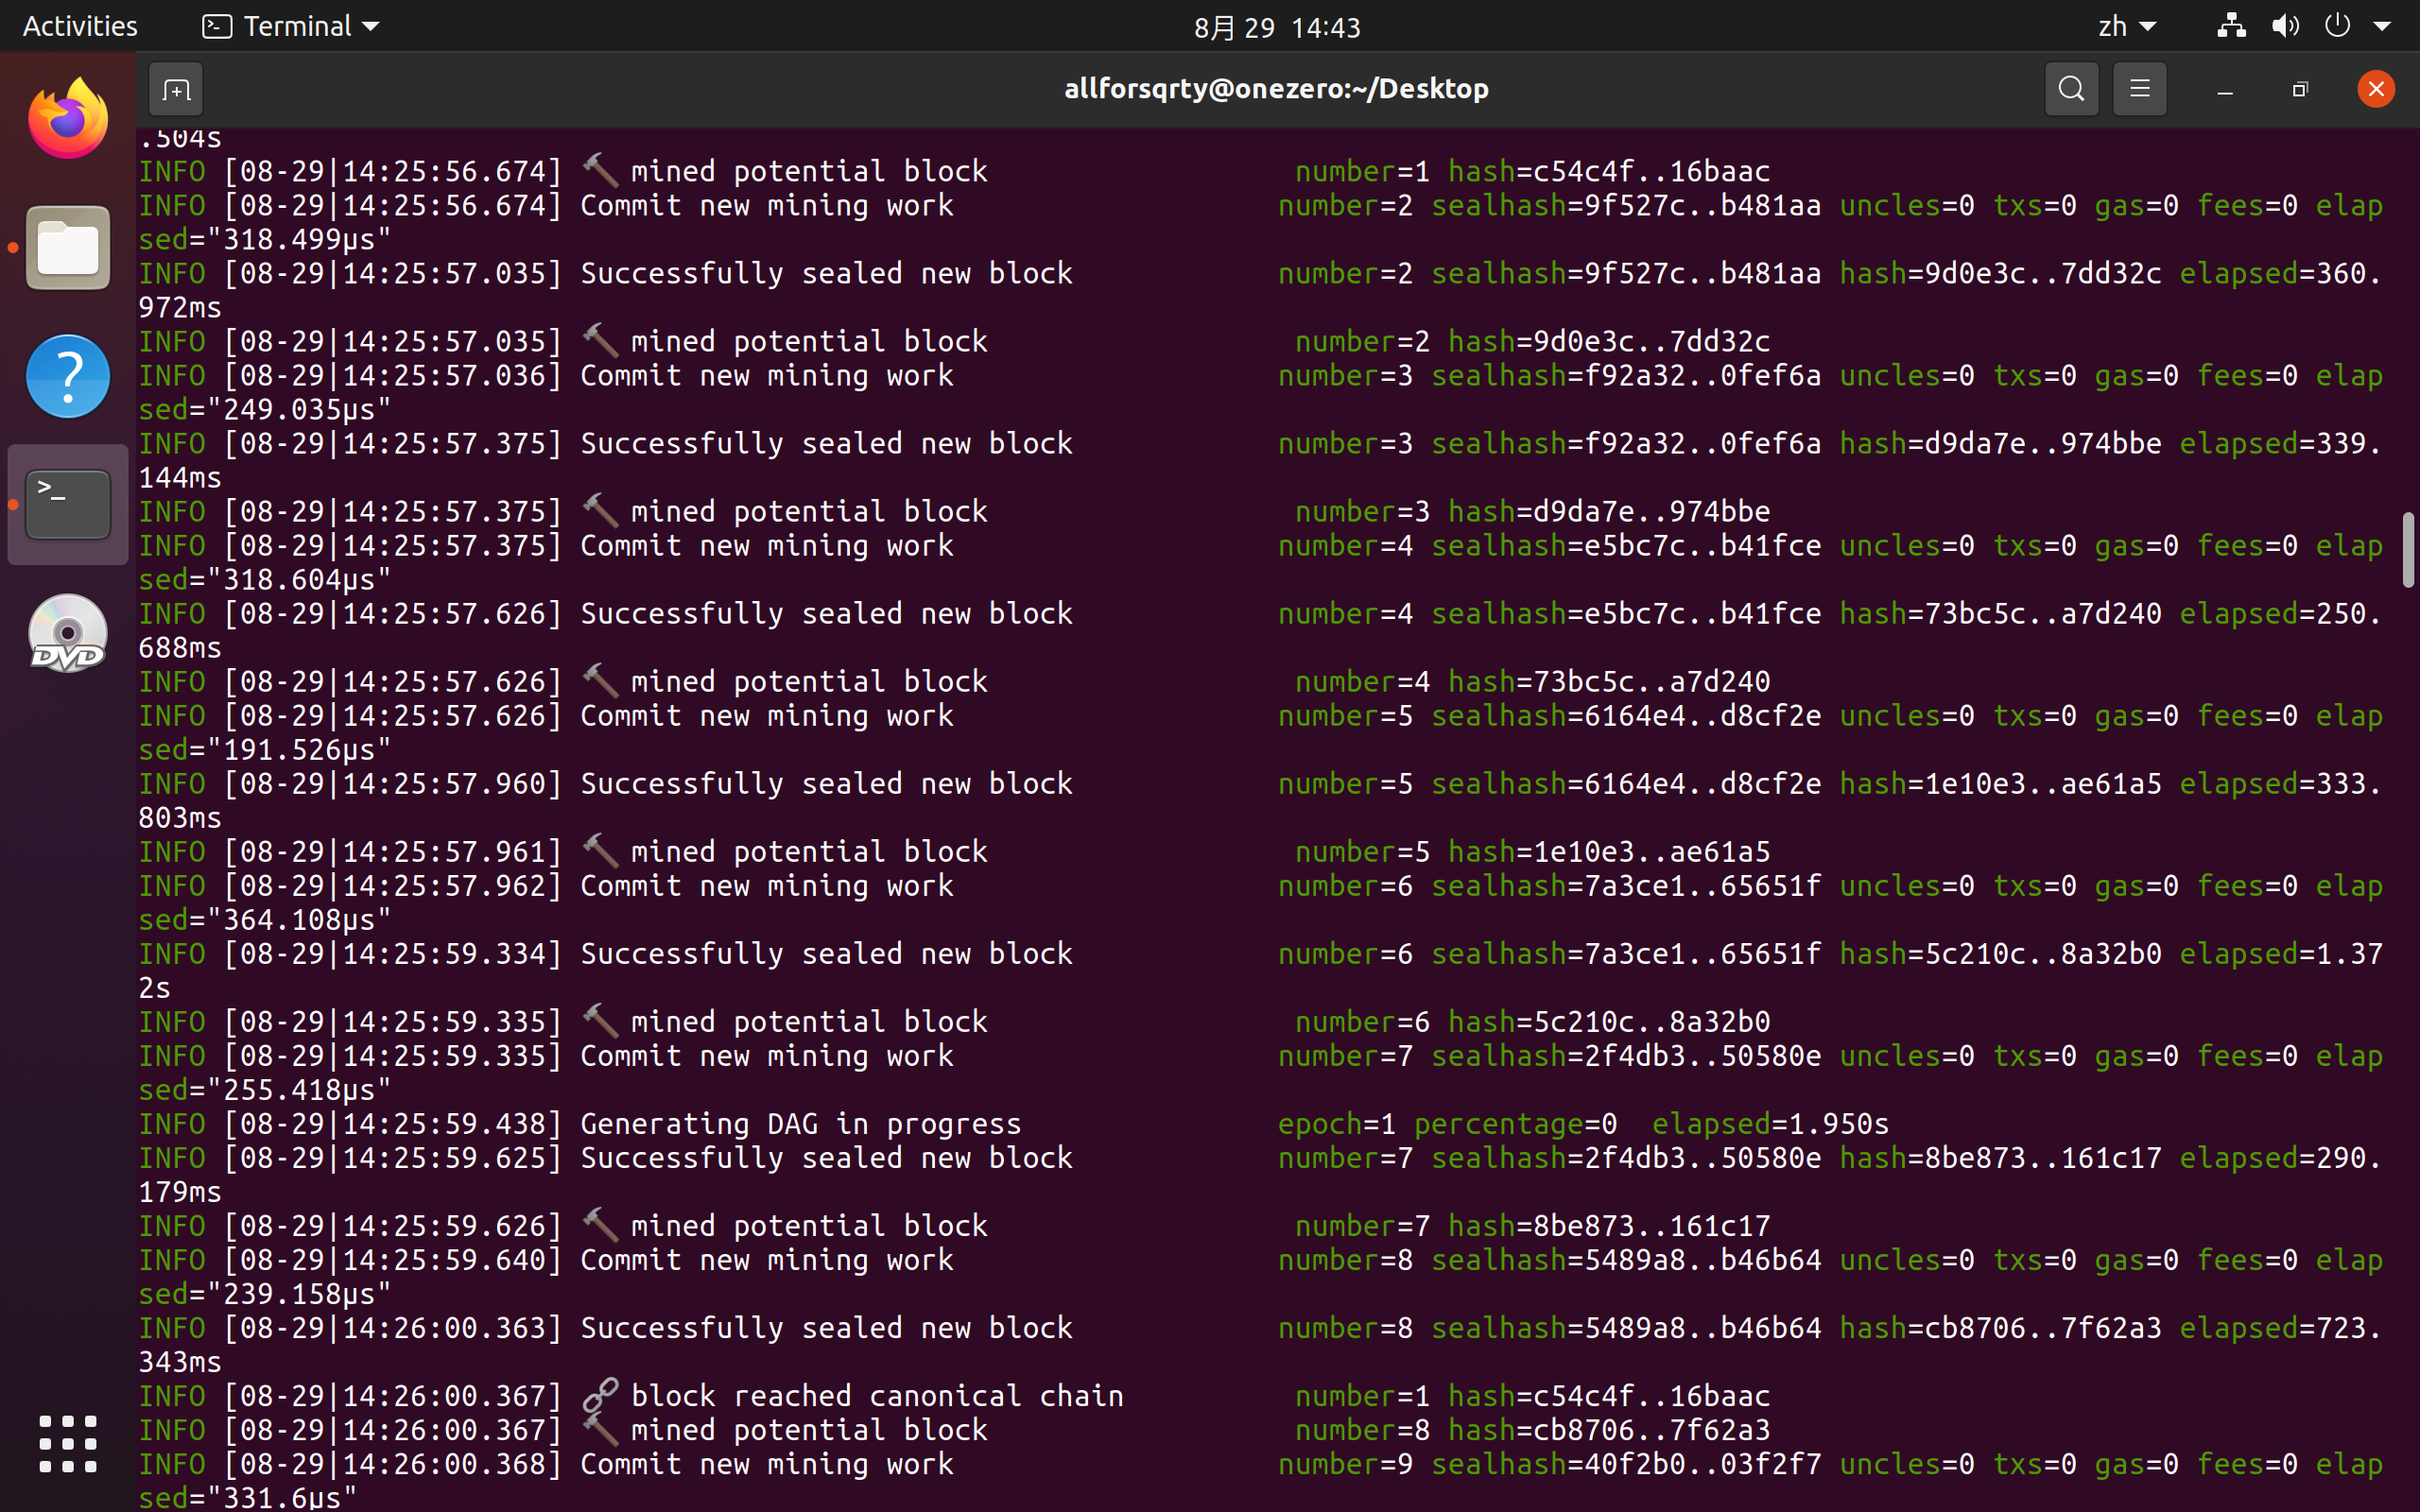 Activities Terminal 8月 29 14:43 zh
allforsqrty@onezero:~/Desktop
.504s
INFO [08-29|14:25:56.674] 🔨 mined potential block number=1 hash=c54c4f..16baac
INFO [08-29|14:25:56.674] Commit new mining work number=2 sealhash=9f527c..b481aa uncles=0 txs=0 gas=0 fees=0 elap
sed="318.499µs"
INFO [08-29|14:25:57.035] Successfully sealed new block number=2 sealhash=9f527c..b481aa hash=9d0e3c..7dd32c elapsed=360.
972ms
INFO [08-29|14:25:57.035] 🔨 mined potential block number=2 hash=9d0e3c..7dd32c
INFO [08-29|14:25:57.036] Commit new mining work number=3 sealhash=f92a32..0fef6a uncles=0 txs=0 gas=0 fees=0 elap
sed="249.035µs"
INFO [08-29|14:25:57.375] Successfully sealed new block number=3 sealhash=f92a32..0fef6a hash=d9da7e..974bbe elapsed=339.
144ms
INFO [08-29|14:25:57.375] 🔨 mined potential block number=3 hash=d9da7e..974bbe
INFO [08-29|14:25:57.375] Commit new mining work number=4 sealhash=e5bc7c..b41fce uncles=0 txs=0 gas=0 fees=0 elap
sed="318.604µs"
INFO [08-29|14:25:57.626] Successfully sealed new block number=4 sealhash=e5bc7c..b41fce hash=73bc5c..a7d240 elapsed=250.
688ms
INFO [08-29|14:25:57.626] 🔨 mined potential block number=4 hash=73bc5c..a7d240
INFO [08-29|14:25:57.626] Commit new mining work number=5 sealhash=6164e4..d8cf2e uncles=0 txs=0 gas=0 fees=0 elap
sed="191.526µs"
INFO [08-29|14:25:57.960] Successfully sealed new block number=5 sealhash=6164e4..d8cf2e hash=1e10e3..ae61a5 elapsed=333.
803ms
INFO [08-29|14:25:57.961] 🔨 mined potential block number=5 hash=1e10e3..ae61a5
INFO [08-29|14:25:57.962] Commit new mining work number=6 sealhash=7a3ce1..65651f uncles=0 txs=0 gas=0 fees=0 elap
sed="364.108µs"
INFO [08-29|14:25:59.334] Successfully sealed new block number=6 sealhash=7a3ce1..65651f hash=5c210c..8a32b0 elapsed=1.37
2s
INFO [08-29|14:25:59.335] 🔨 mined potential block number=6 hash=5c210c..8a32b0
INFO [08-29|14:25:59.335] Commit new mining work number=7 sealhash=2f4db3..50580e uncles=0 txs=0 gas=0 fees=0 elap
sed="255.418µs"
INFO [08-29|14:25:59.438] Generating DAG in progress epoch=1 percentage=0 elapsed=1.950s
INFO [08-29|14:25:59.625] Successfully sealed new block number=7 sealhash=2f4db3..50580e hash=8be873..161c17 elapsed=290.
179ms
INFO [08-29|14:25:59.626] 🔨 mined potential block number=7 hash=8be873..161c17
INFO [08-29|14:25:59.640] Commit new mining work number=8 sealhash=5489a8..b46b64 uncles=0 txs=0 gas=0 fees=0 elap
sed="239.158µs"
INFO [08-29|14:26:00.363] Successfully sealed new block number=8 sealhash=5489a8..b46b64 hash=cb8706..7f62a3 elapsed=723.
343ms
INFO [08-29|14:26:00.367] 🔗 block reached canonical chain number=1 hash=c54c4f..16baac
INFO [08-29|14:26:00.367] 🔨 mined potential block number=8 hash=cb8706..7f62a3
INFO [08-29|14:26:00.368] Commit new mining work number=9 sealhash=40f2b0..03f2f7 uncles=0 txs=0 gas=0 fees=0 elap
sed="331.6µs"
DVD